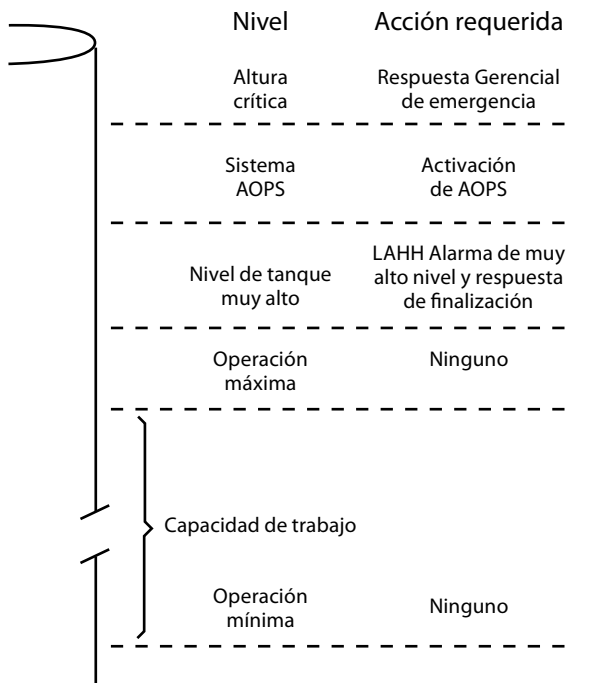 Nivel Acción requerida
Altura Respuesta Gerencial
crítica de emergencia
Sistema Activación
AOPS de AOPS
LAHH Alarma de muy
Nivel de tanque alto nivel y respuesta
muy alto de finalización
Operación Ninguno
máxima
Capacidad de trabajo
Operación Ninguno
mínima